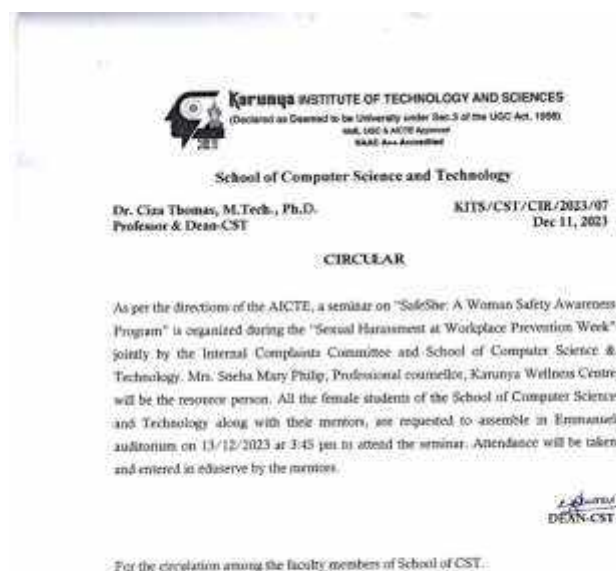 Karunya INSTITUTE OF TECHNOLOGY AND SCIENCES
(Declared as Deemed to be University under Sec.3 of the UGC Act, 1956)
MoE, UGC & AICTE Approved
NAAC A++ Accredited
School of Computer Science and Technology
Dr. Ciza Thomas, M.Tech., Ph.D. KITS/CST/CIR/2023/07
Professor & Dean-CST Dec 11, 2023
CIRCULAR
As per the directions of the AICTE, a seminar on "SafeShe: A Woman Safety Awareness
Program" is organized during the "Sexual Harassment at Workplace Prevention Week"
jointly by the Internal Complaints Committee and School of Computer Science &
Technology. Mrs. Sneha Mary Philip, Professional counsellor, Karunya Wellness Centre
will be the resource person. All the female students of the School of Computer Science
and Technology along with their mentors, are requested to assemble in Emmanuel
auditorium on 13/12/2023 at 3:45 pm to attend the seminar. Attendance will be taken
and entered in eduserve by the mentors.
DEAN-CST
For the circulation among the faculty members of School of CST.